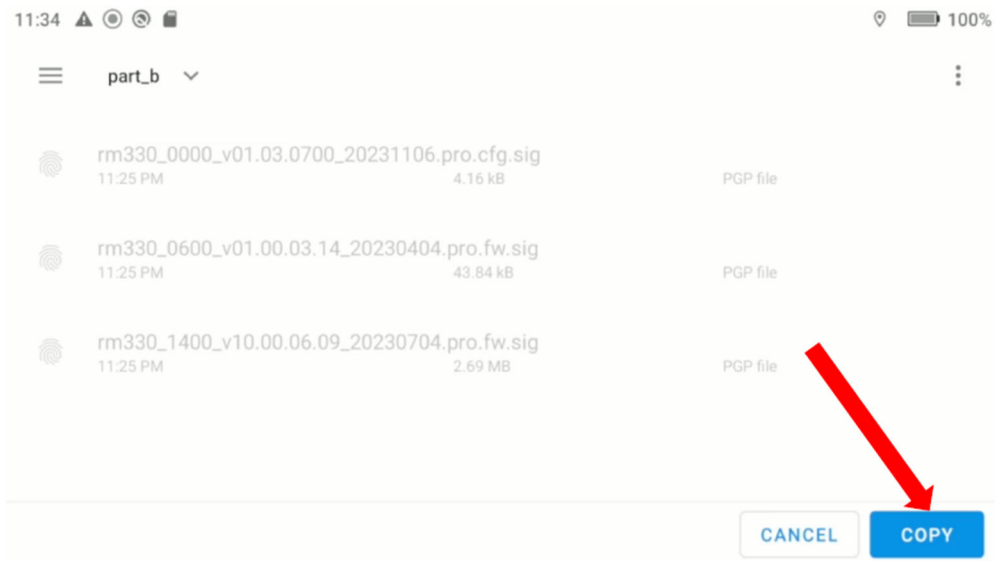 11:34 100%
part_b
rm330_0000_v01.03.0700_20231106.pro.cfg.sig
11:25 PM 4.16 kB PGP file
rm330_0600_v01.00.03.14_20230404.pro.fw.sig
11:25 PM 43.84 kB PGP file
rm330_1400_v10.00.06.09_20230704.pro.fw.sig
11:25 PM 2.69 MB PGP file
CANCEL COPY